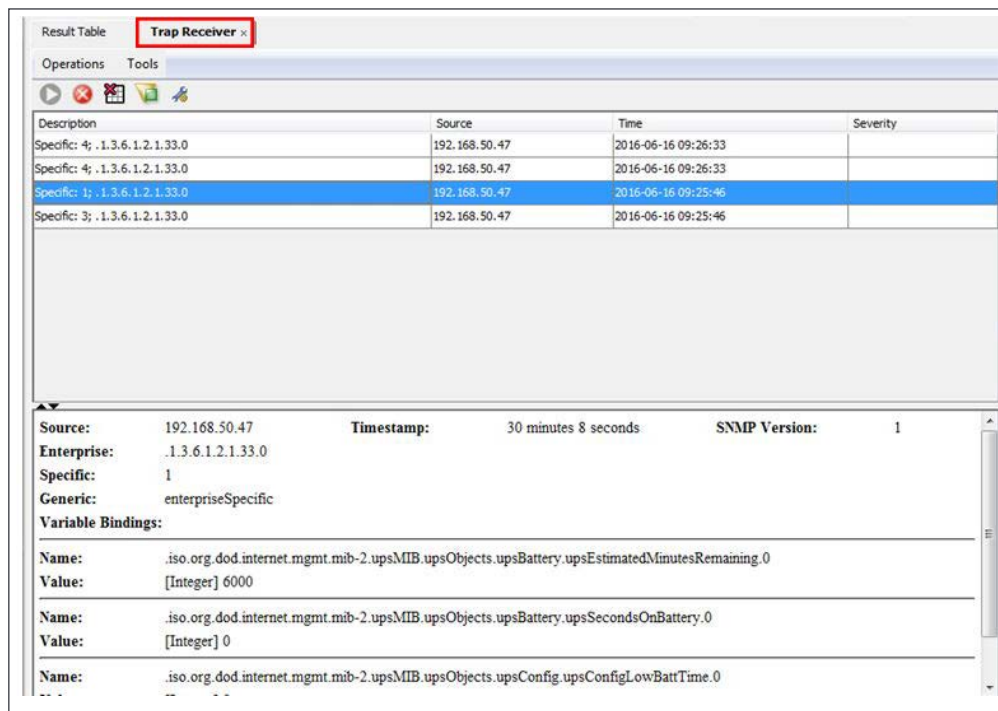 Result Table Trap Receiver ×
Operations Tools
Description Source Time Severity
Specific: 4; .1.3.6.1.2.1.33.0 192.168.50.47 2016-06-16 09:26:33
Specific: 4; .1.3.6.1.2.1.33.0 192.168.50.47 2016-06-16 09:26:33
Specific: 1; .1.3.6.1.2.1.33.0 192.168.50.47 2016-06-16 09:25:46
Specific: 3; .1.3.6.1.2.1.33.0 192.168.50.47 2016-06-16 09:25:46
Source: 192.168.50.47 Timestamp: 30 minutes 8 seconds SNMP Version: 1
Enterprise: .1.3.6.1.2.1.33.0
Specific: 1
Generic: enterpriseSpecific
Variable Bindings:
Name: .iso.org.dod.internet.mgmt.mib-2.upsMIB.upsObjects.upsBattery.upsEstimatedMinutesRemaining.0
Value: [Integer] 6000
Name: .iso.org.dod.internet.mgmt.mib-2.upsMIB.upsObjects.upsBattery.upsSecondsOnBattery.0
Value: [Integer] 0
Name: .iso.org.dod.internet.mgmt.mib-2.upsMIB.upsObjects.upsConfig.upsConfigLowBattTime.0